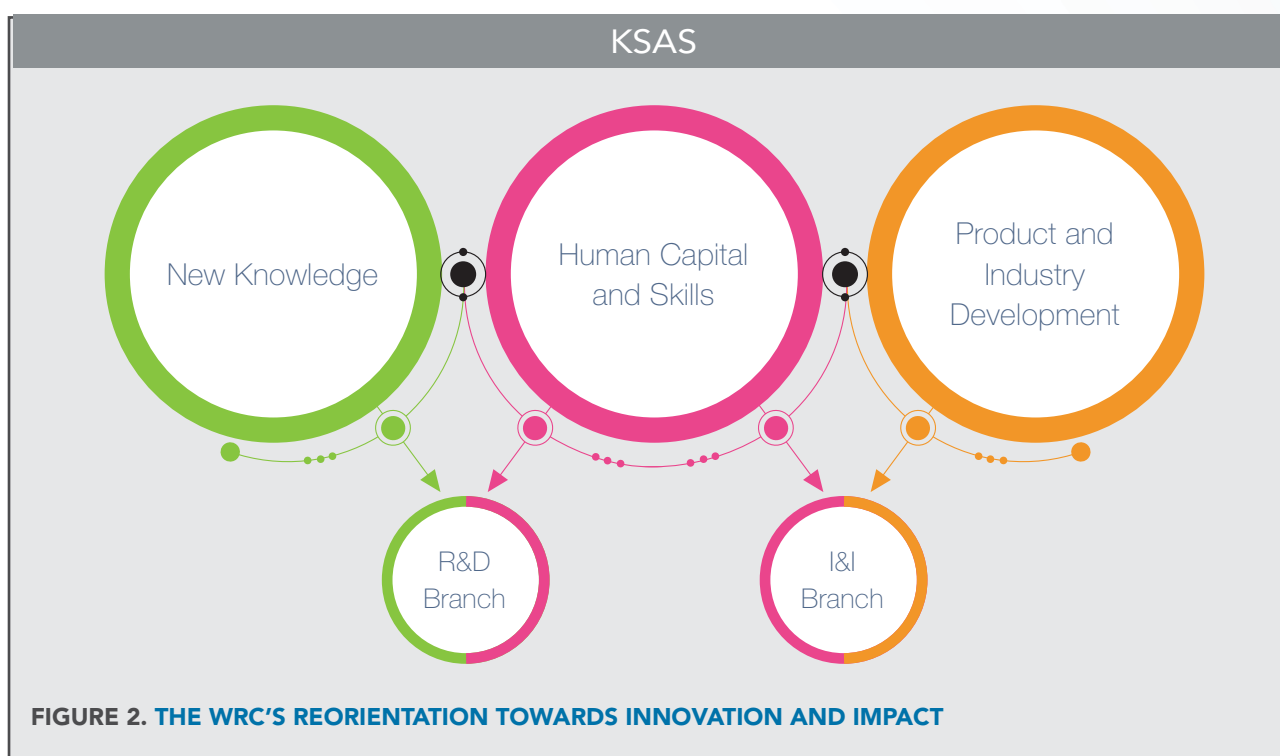 KSAS
New Knowledge
Human Capital
and Skills
Product and
Industry
Development
R&D
Branch
I&I
Branch
FIGURE 2. THE WRC’S REORIENTATION TOWARDS INNOVATION AND IMPACT